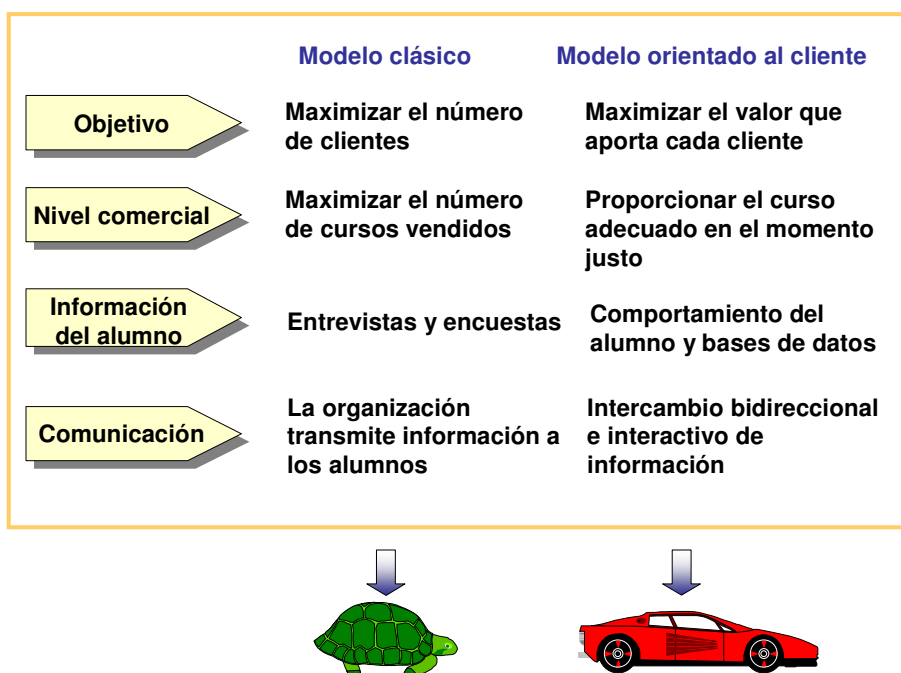 Modelo clásico
Modelo orientado al cliente
Objetivo
Maximizar el número
de clientes
Maximizar el valor que
aporta cada cliente
Nivel comercial
Maximizar el número
de cursos vendidos
Proporcionar el curso
adecuado en el momento
justo
Información
del alumno
Entrevistas y encuestas
Comportamiento del
alumno y bases de datos
Comunicación
La organización
transmite información a
los alumnos
Intercambio bidireccional
e interactivo de
información